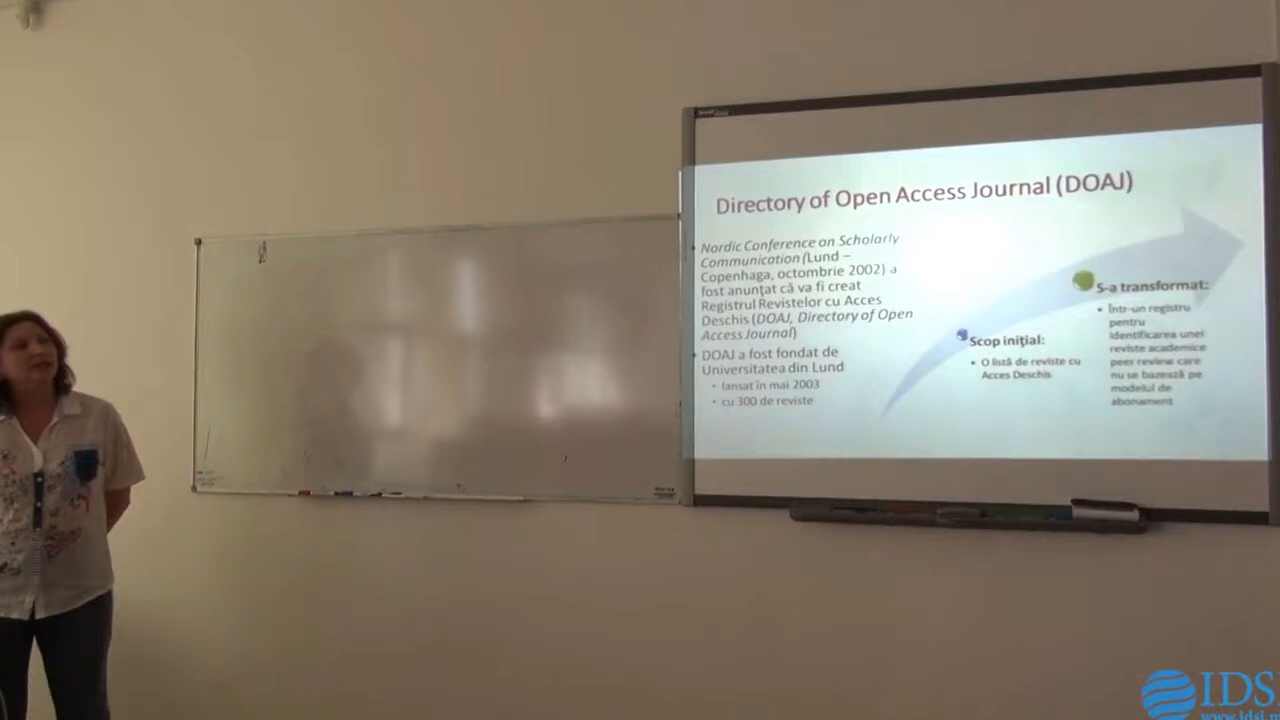 Directory of Open Access Journal (DOAJ)
• Nordic Conference on Scholarly
Communication (Lund –
Copenhaga, octombrie 2002) a
fost anunţat că va fi creat
Registrul Revistelor cu Acces
Deschis (DOAJ, Directory of Open
Access Journal)
• DOAJ a fost fondat de
Universitatea din Lund
• lansat în mai 2003
• cu 300 de reviste
Scop iniţial:
• O listă de reviste cu
Acces Deschis
S-a transformat:
• Într-un registru
pentru
identificarea unei
reviste academice
peer review care
nu se bazează pe
modelul de
abonament
IDS